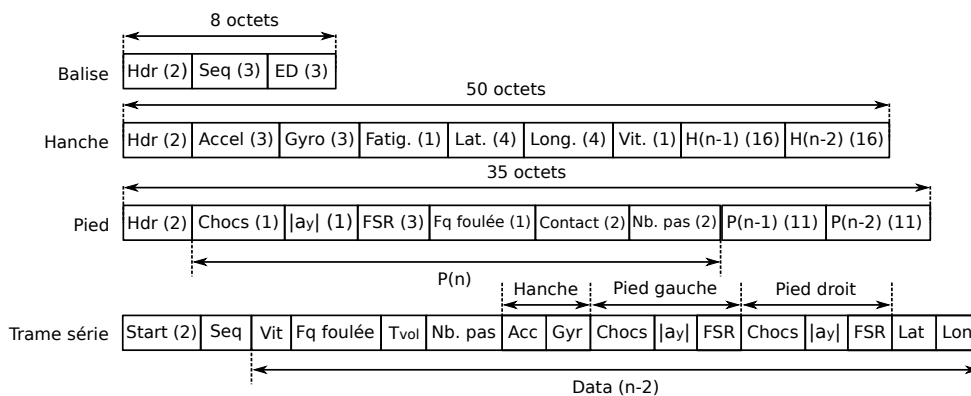 8 octets
Balise Hdr (2) Seq (3) ED (3)
50 octets
Hanche Hdr (2) Accel (3) Gyro (3) Fatig. (1) Lat. (4) Long. (4) Vit. (1) H(n-1) (16) H(n-2) (16)
35 octets
Pied Hdr (2) Chocs (1) |ay| (1) FSR (3) Fq foulée (1) Contact (2) Nb. pas (2) P(n-1) (11) P(n-2) (11)
P(n)
Hanche Pied gauche Pied droit
Trame série Start (2) Seq Vit Fq foulée Tvol Nb. pas Acc Gyr Chocs |ay| FSR Chocs |ay| FSR Lat Lon
Data (n-2)